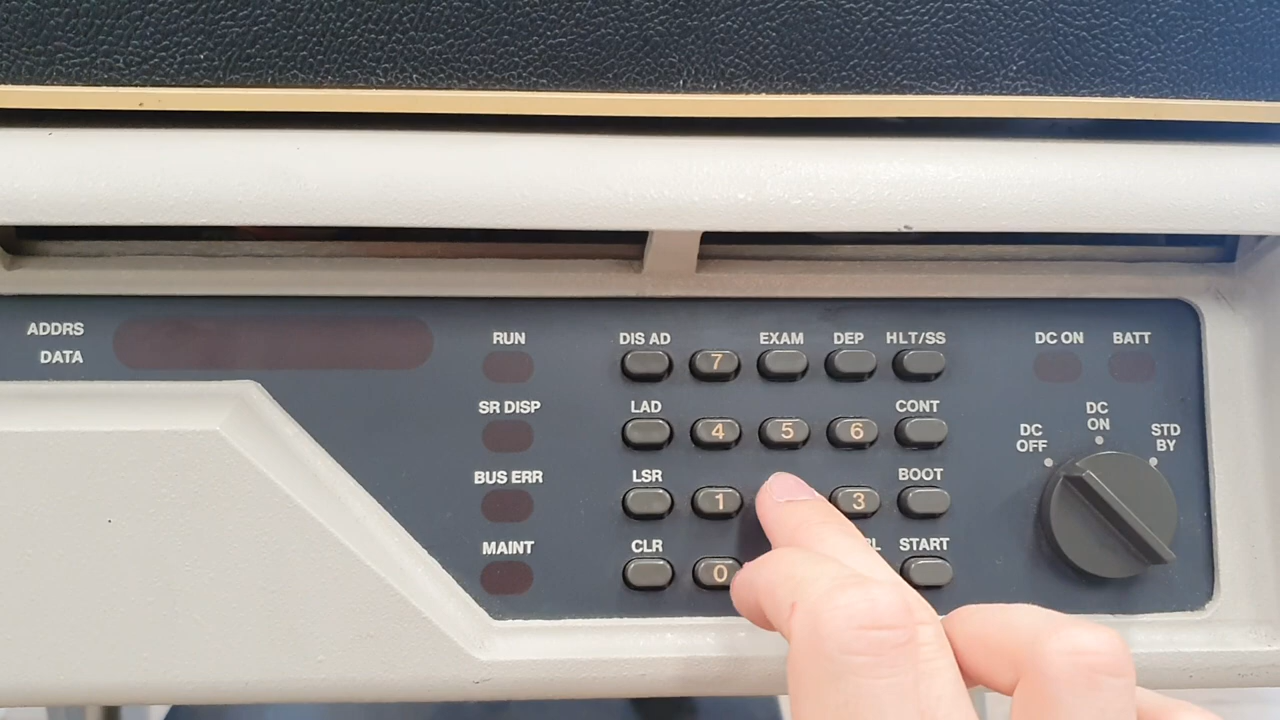 ADDRS
DATA
RUN
SR DISP
BUS ERR
MAINT
DIS AD 7 EXAM DEP HLT/SS
LAD 4 5 6 CONT
LSR 1 3 BOOT
CLR 0 START
DC ON BATT
DC OFF
DC ON
STD BY